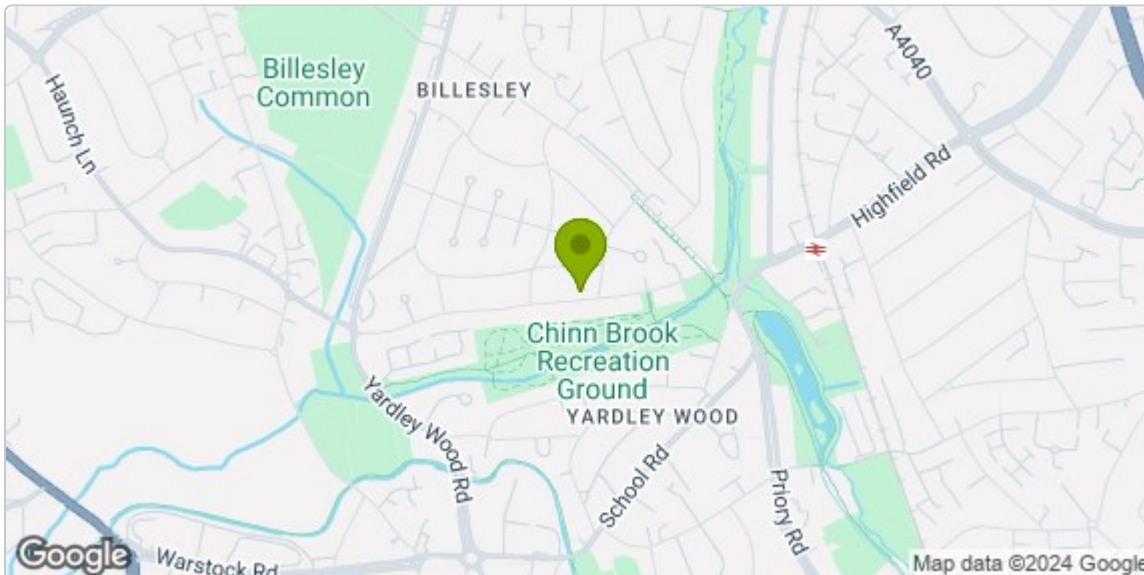 Billesley
Common
BILLESLEY
A4040
Haunch Ln
Highfield Rd
Chinn Brook
Recreation
Ground
YARDLEY WOOD
Yardley Wood Rd
School Rd
Priory Rd
Warstock Rd
Google
Map data ©2024 Google